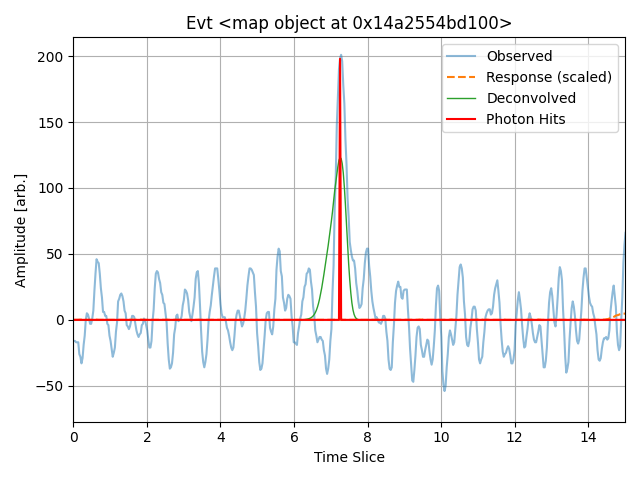 Evt <map object at 0x14a2554bd100>
Observed
Response (scaled)
Deconvolved
Photon Hits
Amplitude [arb.]
200
150
100
50
0
−50
0 2 4 6 8 10 12 14
Time Slice